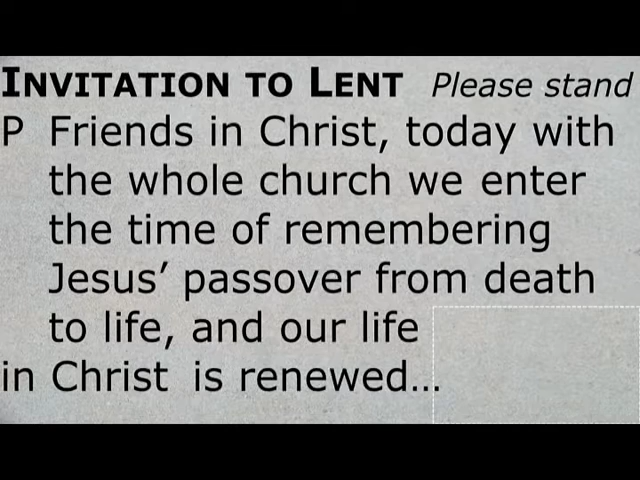 INVITATION TO LENT Please stand
P Friends in Christ, today with
the whole church we enter
the time of remembering
Jesus’ passover from death
to life, and our life
in Christ is renewed…